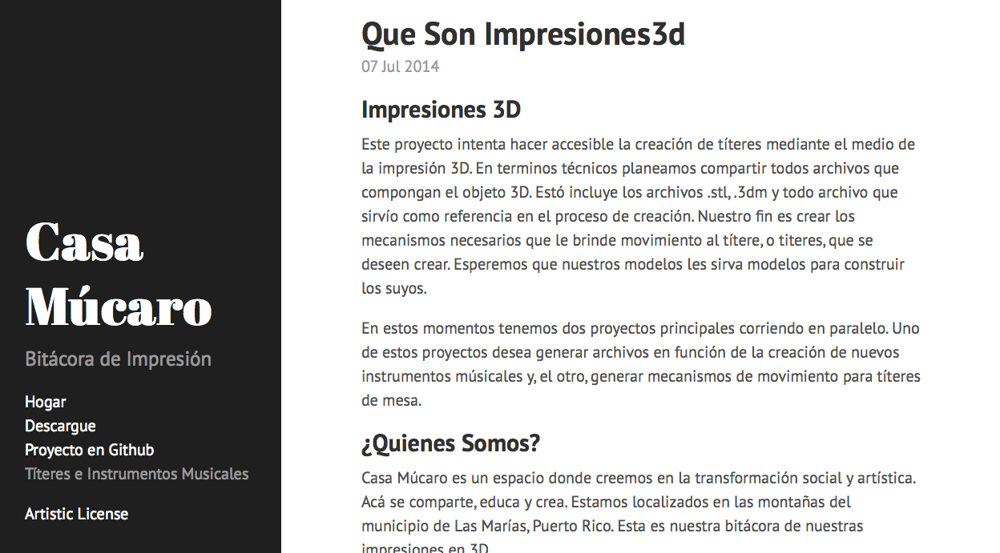 Casa
Múcaro
Bitácora de Impresión
Hogar
Descargue
Proyecto en Github
Títeres e Instrumentos Musicales
Artistic License
Que Son Impresiones3d
07 Jul 2014
Impresiones 3D
Este proyecto intenta hacer accesible la creación de títeres mediante el medio de
la impresión 3D. En terminos técnicos planeamos compartir todos archivos que
compongan el objeto 3D. Estó incluye los archivos .stl, .3dm y todo archivo que
sirvío como referencia en el proceso de creación. Nuestro fin es crear los
mecanismos necesarios que le brinde movimiento al títere, o titeres, que se
deseen crear. Esperemos que nuestros modelos les sirva modelos para construir
los suyos.
En estos momentos tenemos dos proyectos principales corriendo en paralelo. Uno
de estos proyectos desea generar archivos en función de la creación de nuevos
instrumentos músicales y, el otro, generar mecanismos de movimiento para títeres
de mesa.
¿Quienes Somos?
Casa Múcaro es un espacio donde creemos en la transformación social y artística.
Acá se comparte, educa y crea. Estamos localizados en las montañas del
municipio de Las Marías, Puerto Rico. Esta es nuestra bitácora de nuestras
impresiones en 3D.